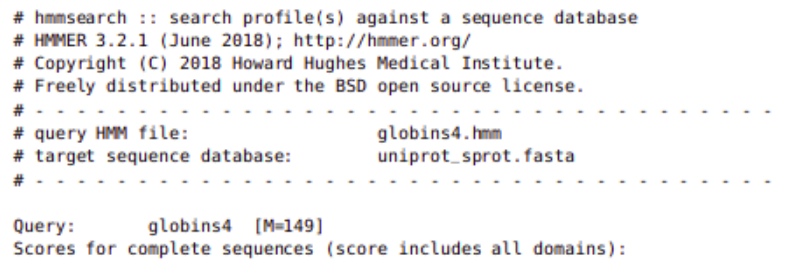 # hmmsearch :: search profile(s) against a sequence database
# HMMER 3.2.1 (June 2018); http://hmmer.org/
# Copyright (C) 2018 Howard Hughes Medical Institute.
# Freely distributed under the BSD open source license.
# - - - - - - - - - - - - - - - - - - - - - - - - - - - - - - - - - - - -
# query HMM file:                  globins4.hmm
# target sequence database:        uniprot_sprot.fasta
# - - - - - - - - - - - - - - - - - - - - - - - - - - - - - - - - - - - -
Query:       globins4  [M=149]
Scores for complete sequences (score includes all domains):